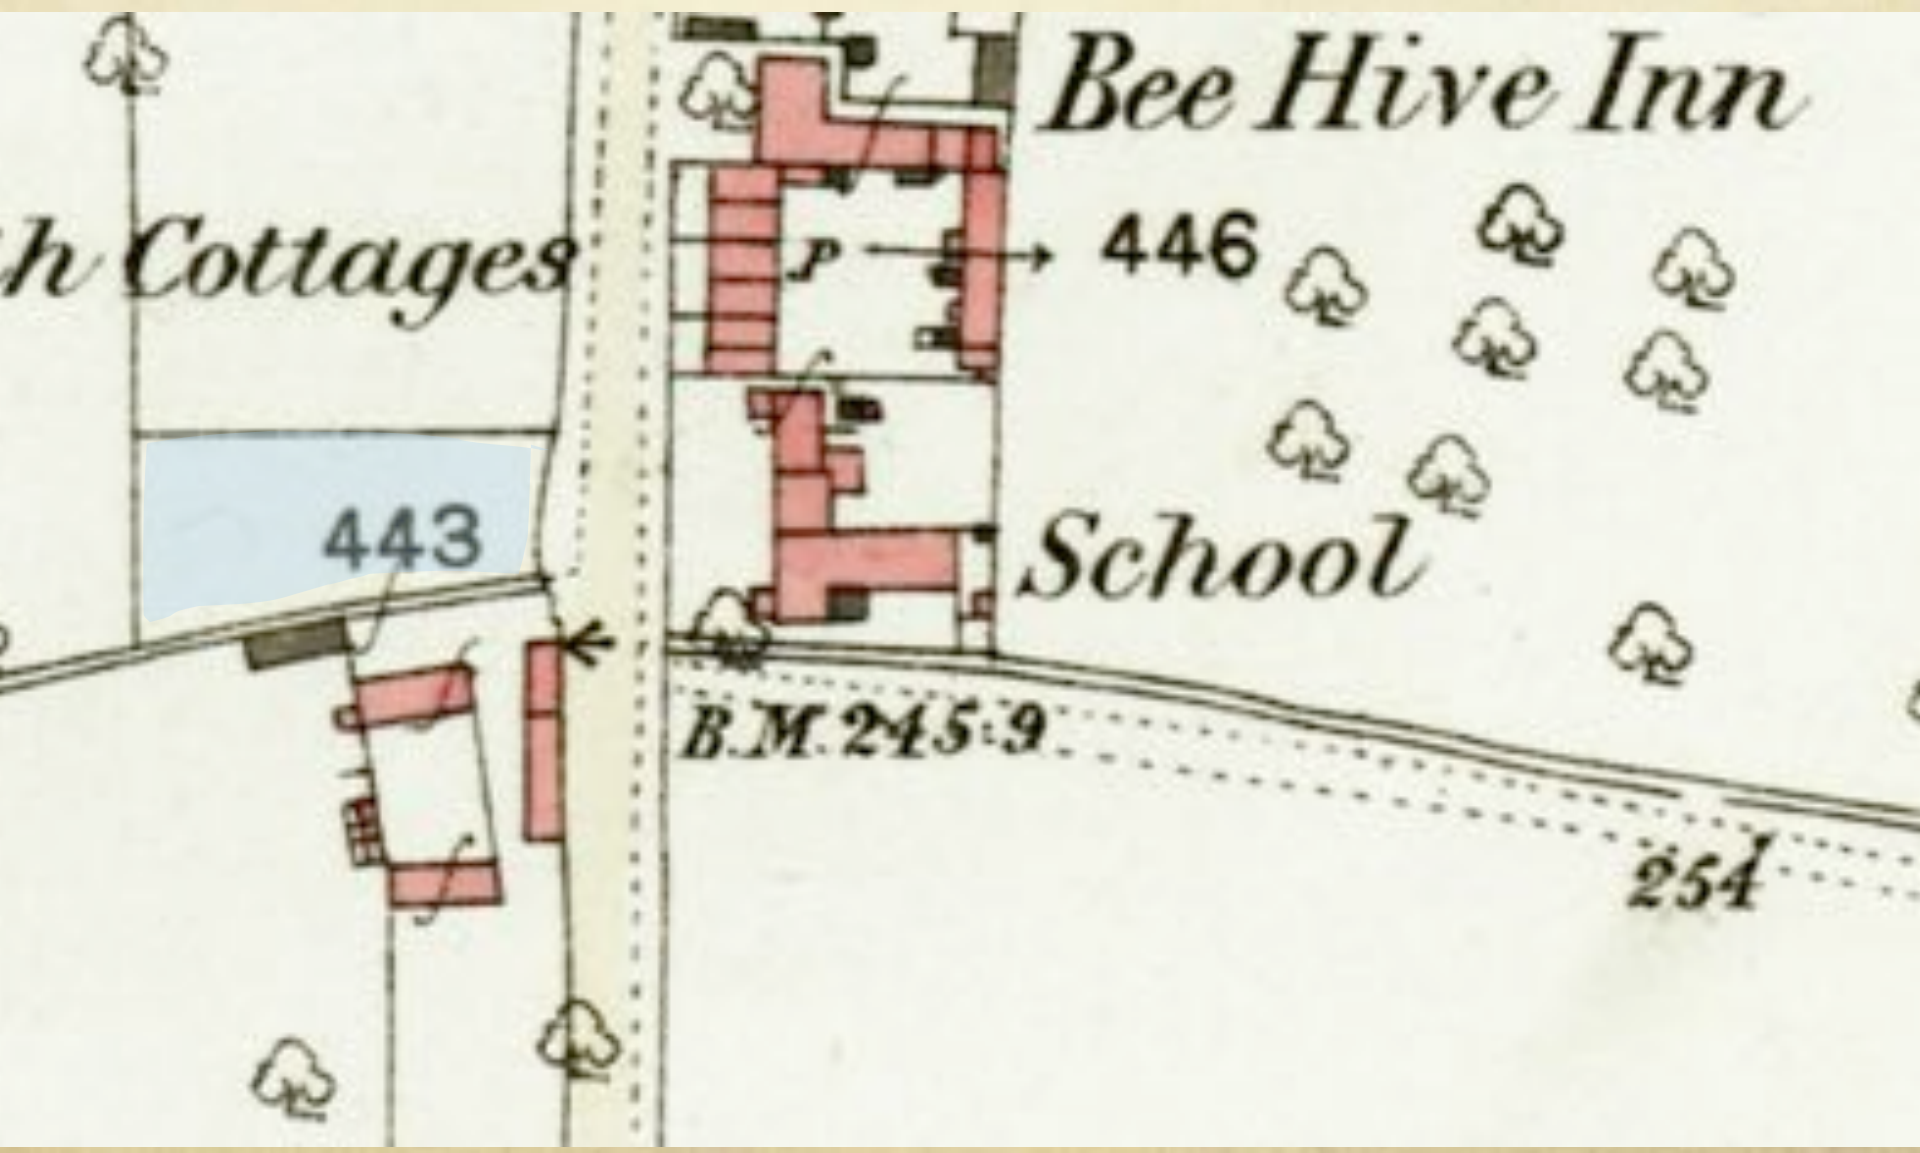 Bee Hive Inn
h Cottages
P
446
443
School
B.M. 245.9
254